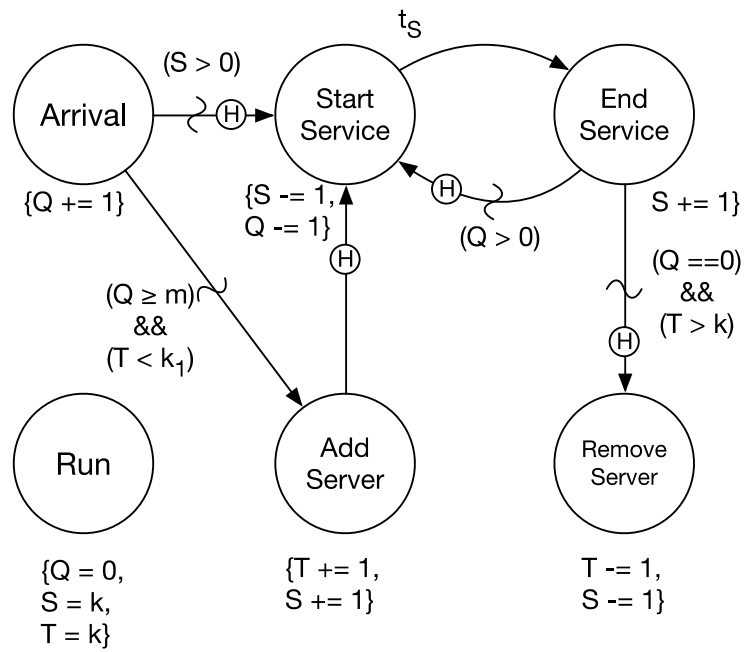 t_S
(S > 0)
Arrival
H
Start
Service
End
Service
{Q += 1}
{S -= 1,
Q -= 1}
H
(Q > 0)
S += 1}
H
(Q ≥ m)
&&
(T < k₁)
(Q ==0)
&&
(T > k)
H
Run
Add
Server
Remove
Server
{Q = 0,
S = k,
T = k}
{T += 1,
S += 1}
T -= 1,
S -= 1}